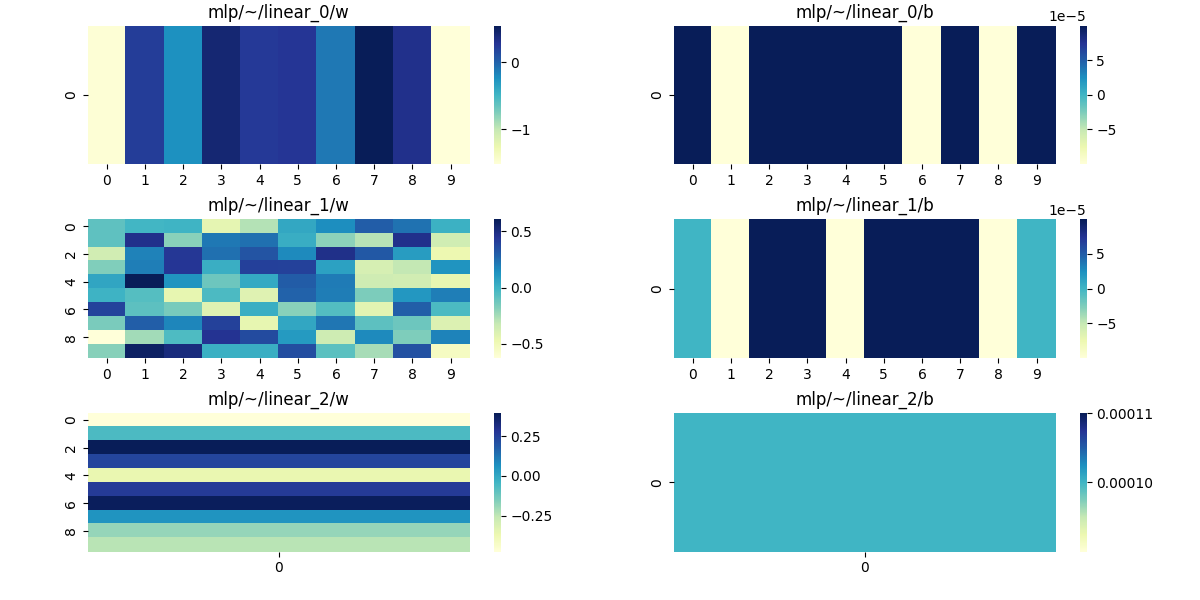 mlp/~/linear_0/w
0
0
−1
0 1 2 3 4 5 6 7 8 9
mlp/~/linear_0/b
1e−5
0
5
0
−5
0 1 2 3 4 5 6 7 8 9
mlp/~/linear_1/w
0
2
4
6
8
0.5
0.0
−0.5
0 1 2 3 4 5 6 7 8 9
mlp/~/linear_1/b
1e−5
0
5
0
−5
0 1 2 3 4 5 6 7 8 9
mlp/~/linear_2/w
0
2
4
6
8
0.25
0.00
−0.25
0
mlp/~/linear_2/b
0
0.00011
0.00010
0